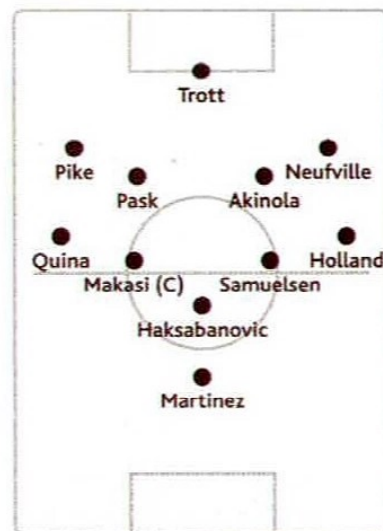 Trott
Pike
Neufville
Pask
Akinola
Quina
Holland
Makasi (C)
Samuelsen
Haksabanovic
Martinez